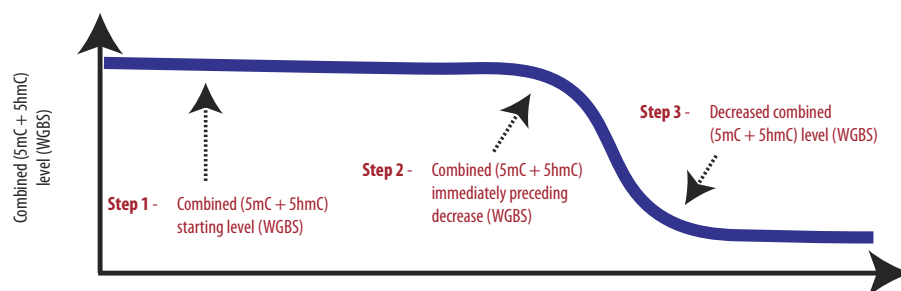 Combined (5mC + 5hmC)
level (WGBS)
Step 1 - Combined (5mC + 5hmC)
starting level (WGBS)
Step 2 - Combined (5mC + 5hmC)
immediately preceding
decrease (WGBS)
Step 3 - Decreased combined
(5mC + 5hmC) level (WGBS)